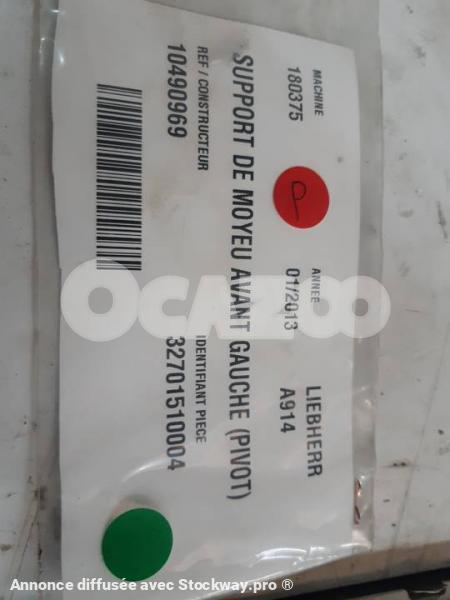 MACHINE
180375
ANNEE
01/2013
LIEBHERR
A914
SUPPORT DE MOYEU AVANT GAUCHE (PIVOT)
REF / CONSTRUCTEUR
10490969
IDENTIFIANT PIECE
32701510004
OCAZOO
Annonce diffusée avec Stockway.pro ®